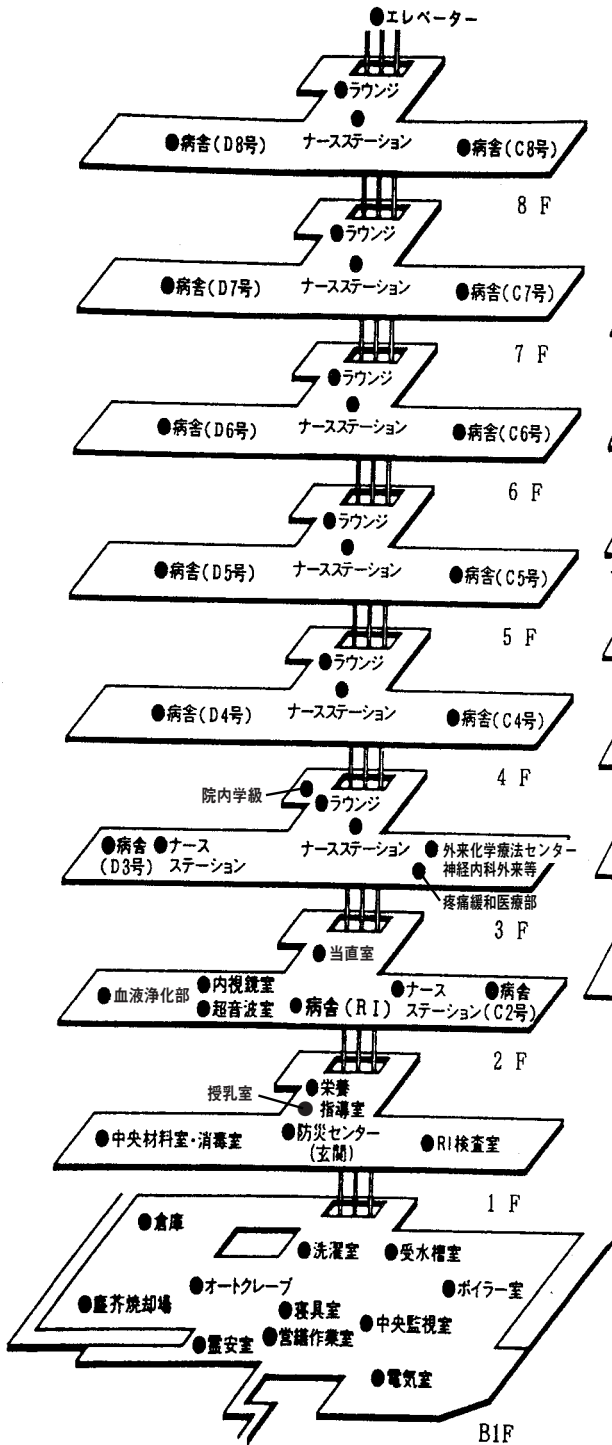 エレベーター
ラウンジ
ナースステーション
病舎(D8号)
病舎(C8号)
8 F
ラウンジ
ナースステーション
病舎(D7号)
病舎(C7号)
7 F
ラウンジ
ナースステーション
病舎(D6号)
病舎(C6号)
6 F
ラウンジ
ナースステーション
病舎(D5号)
病舎(C5号)
5 F
ラウンジ
ナースステーション
病舎(D4号)
病舎(C4号)
4 F
院内学級
ラウンジ
ナースステーション
病舎
(D3号)
ナース
ステーション
外来化学療法センター
神経内科外来等
疼痛緩和医療部
3 F
当直室
血液浄化部
内視鏡室
超音波室
病舎(RI)
ナース
ステーション
病舎
(C2号)
2 F
授乳室
栄養
指導室
中央材料室・消毒室
防災センター
(玄関)
RI検査室
1 F
倉庫
洗濯室
受水槽室
オートクレーブ
ボイラー室
塵芥焼却場
寝具室
中央監視室
霊安室
営繕作業室
電気室
B1F